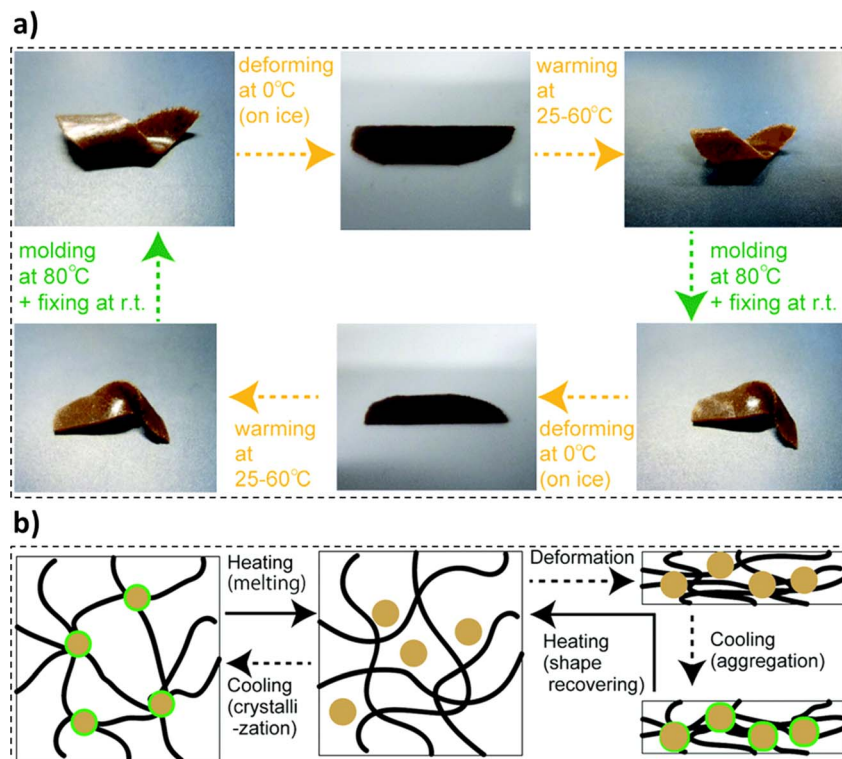 a)
deforming
at 0°C
(on ice)
warming
at
25-60°C
molding
at 80°C
+ fixing at r.t.
molding
at 80°C
+ fixing at r.t.
warming
at
25-60°C
deforming
at 0°C
(on ice)
b)
Heating
(melting)
Cooling
(crystalli
-zation)
Deformation
Heating
(shape
recovering)
Cooling
(aggregation)